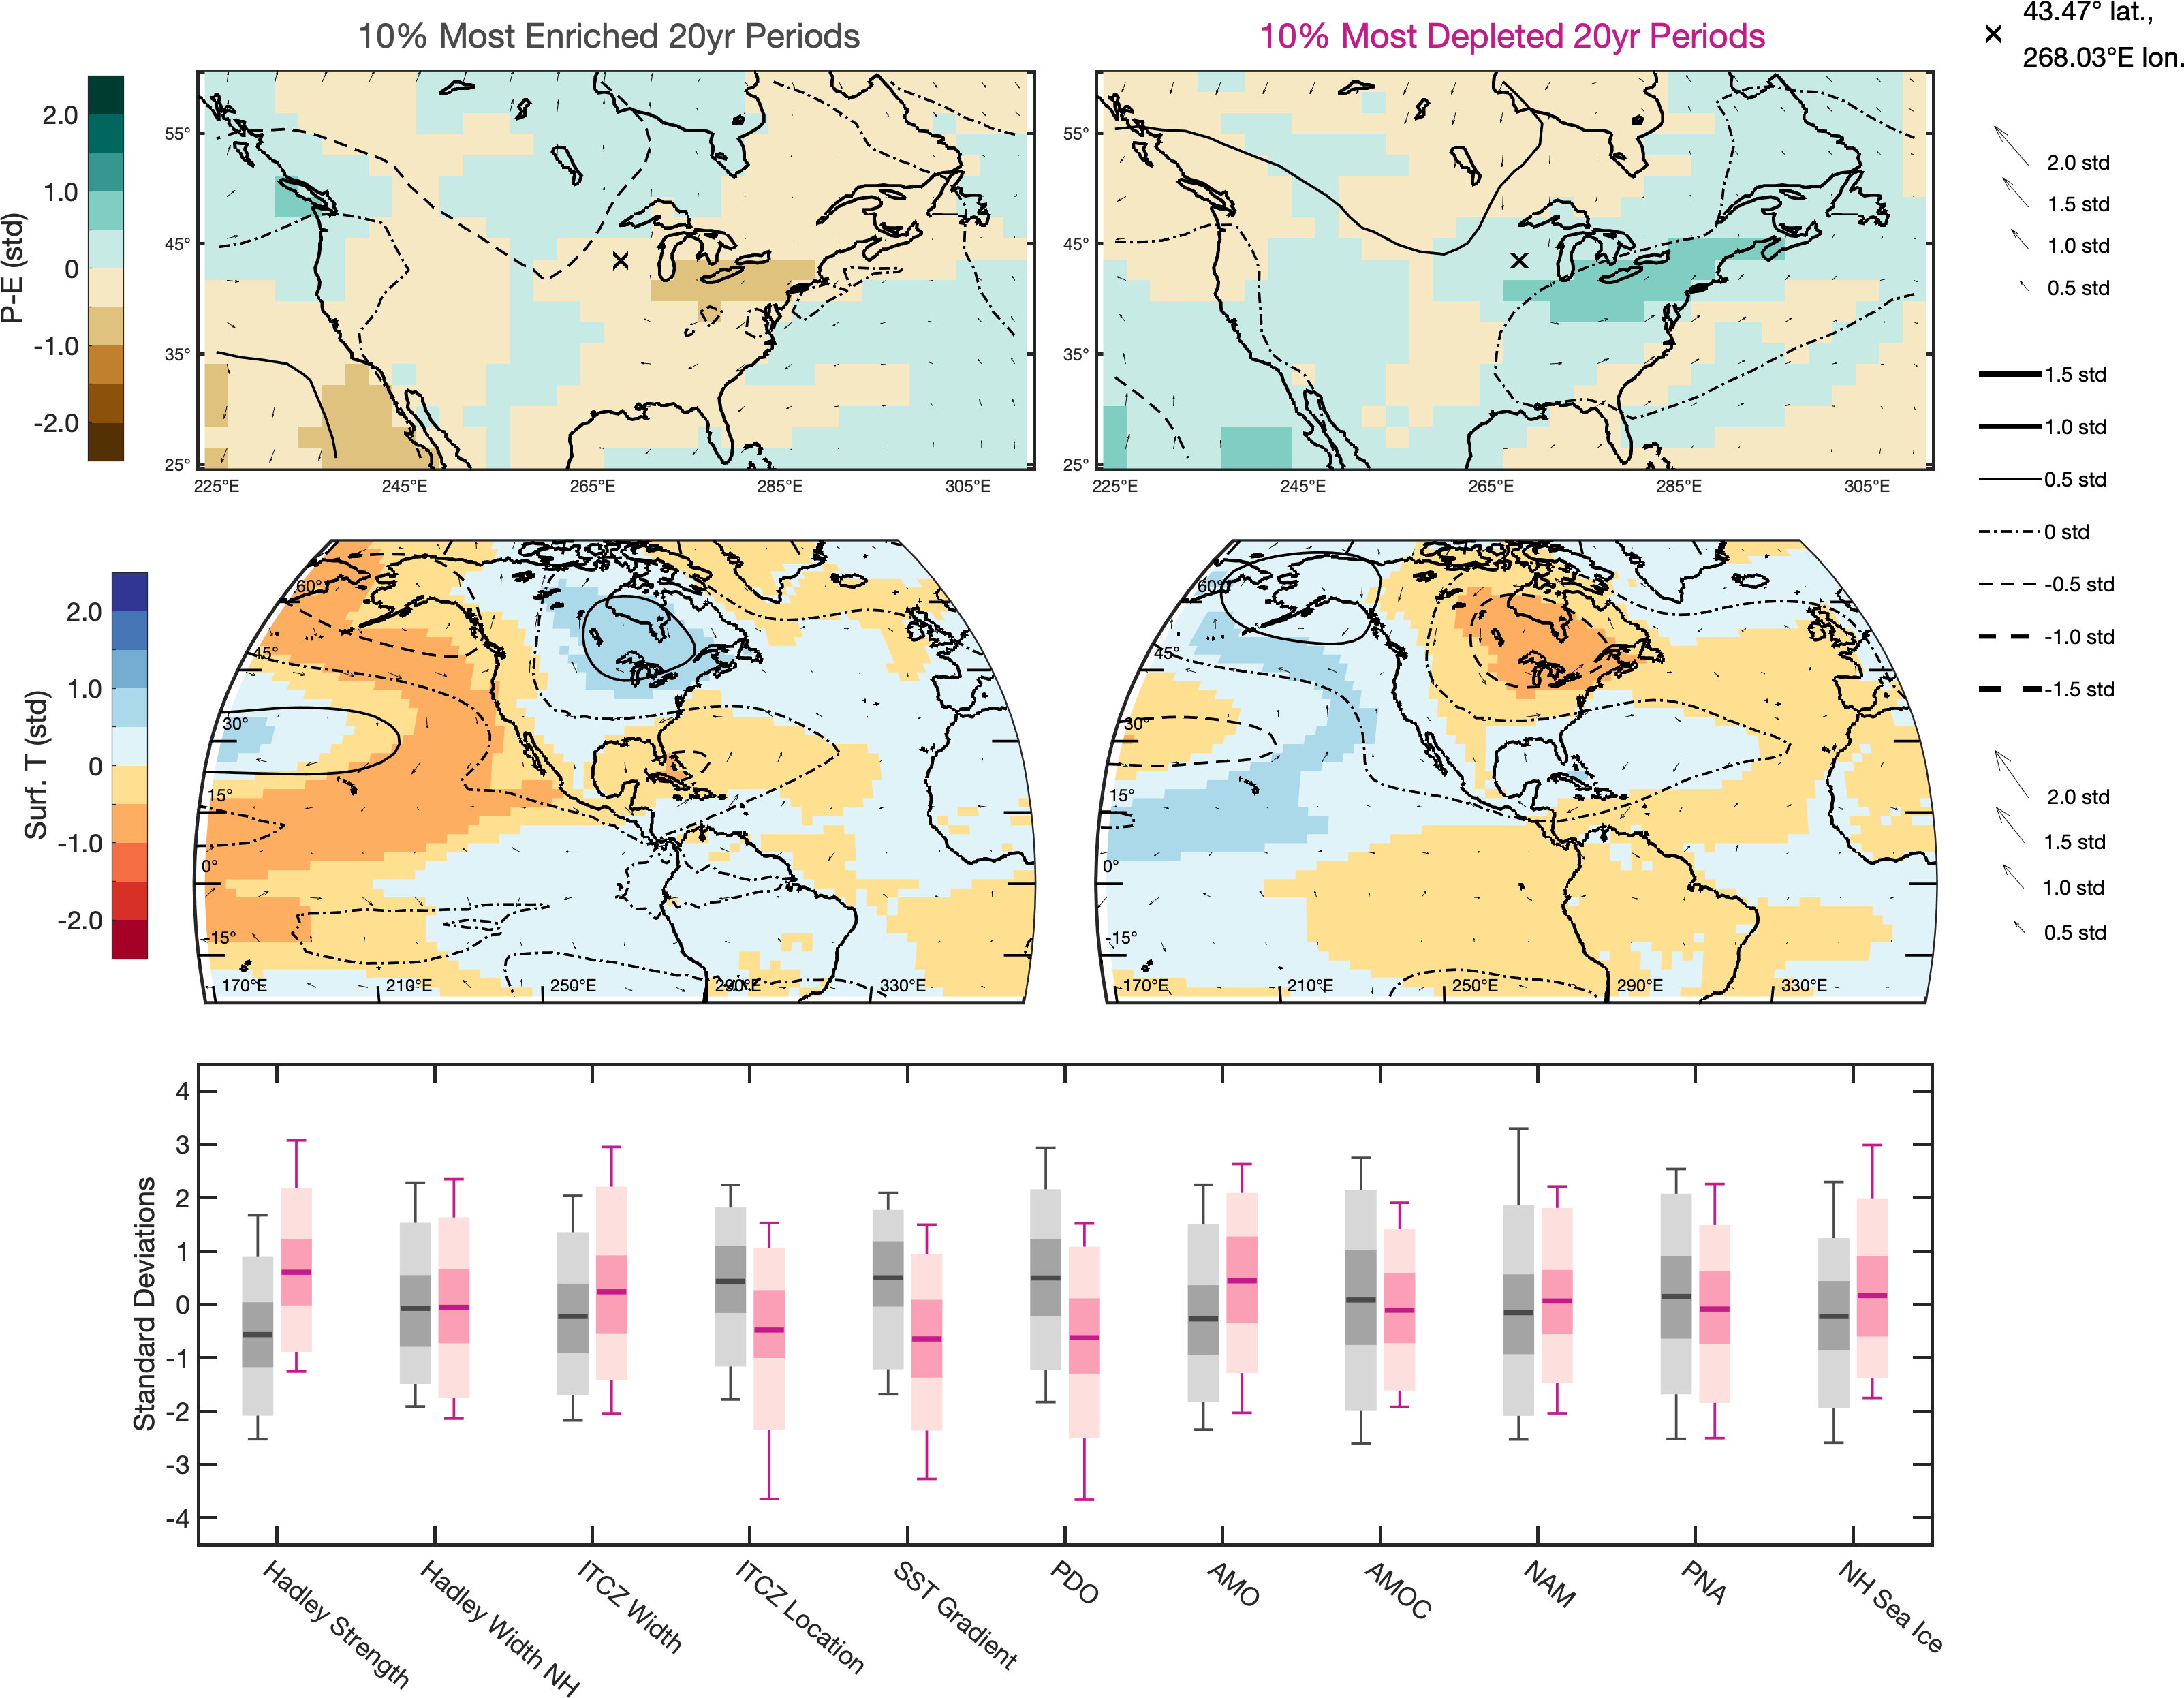 10% Most Enriched 20yr Periods
10% Most Depleted 20yr Periods
43.47° lat.,
268.03°E lon.
P-E (std)
2.0
1.0
0
-1.0
-2.0
55°
45°
35°
25°
225°E 245°E 265°E 285°E 305°E
55°
45°
35°
25°
225°E 245°E 265°E 285°E 305°E
2.0 std
1.5 std
1.0 std
0.5 std
1.5 std
1.0 std
0.5 std
0 std
-0.5 std
-1.0 std
-1.5 std
Surf. T (std)
2.0
1.0
0
-1.0
-2.0
60°
45°
30°
15°
0°
-15°
170°E 210°E 250°E 290°E 330°E
60°
45°
30°
15°
0°
-15°
170°E 210°E 250°E 290°E 330°E
2.0 std
1.5 std
1.0 std
0.5 std
Standard Deviations
4
3
2
1
0
-1
-2
-3
-4
Hadley Strength
Hadley Width NH
ITCZ Width
ITCZ Location
SST Gradient
PDO
AMO
AMOC
NAM
PNA
NH Sea Ice